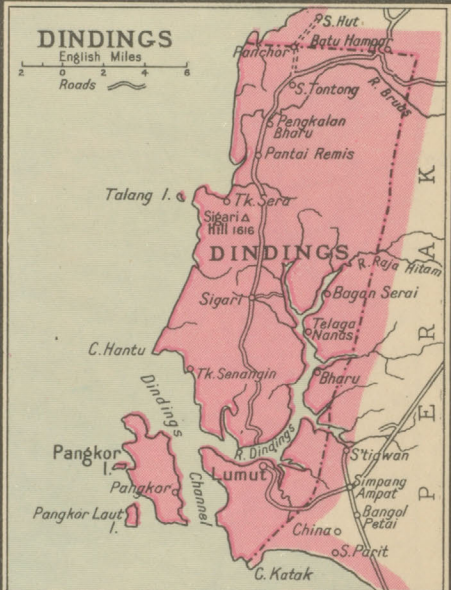 DINDINGS
English Miles
2 0 2 4 6
Roads
S. Hut
Batu Hampar
Panchor
S. Tontong
R. Bruas
Pengkalan
Bharu
Pantai Remis
Talang I.
Tk. Sera
Sigari
Hill 1616
DINDINGS
R. Raja Hitam
Sigari
Bagan Serai
Telaga
Nanas
C. Hantu
Tk. Senangin
Bharu
Dindings
Channel
R. Dindings
S'tiawan
Pangkor
I.
Lumut
Simpang
Ampat
Pangkor
Bangol
Petai
Pangkor Laut
I.
China
S. Parit
C. Katak
PERAK